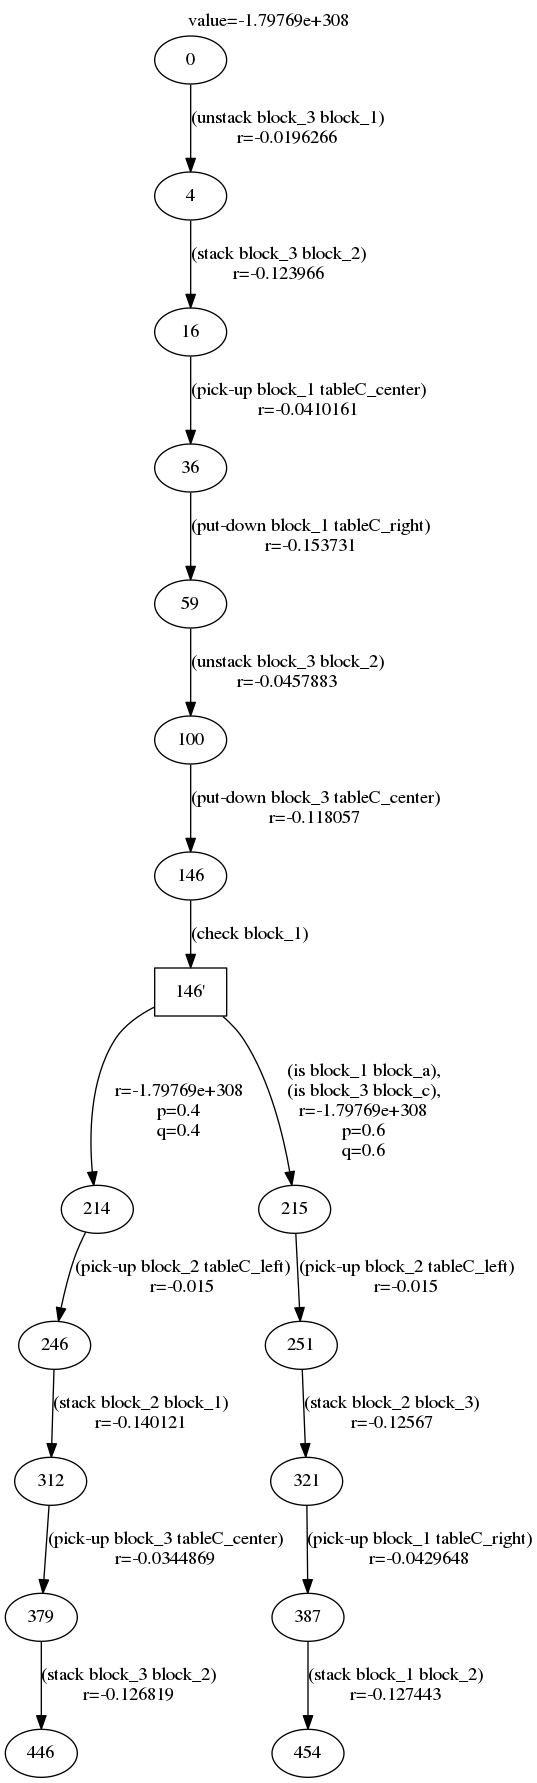 value=-1.79769e+308
0
(unstack block_3 block_1)
r=-0.0196266
4
(stack block_3 block_2)
r=-0.123966
16
(pick-up block_1 tableC_center)
r=-0.0410161
36
(put-down block_1 tableC_right)
r=-0.153731
59
(unstack block_3 block_2)
r=-0.0457883
100
(put-down block_3 tableC_center)
r=-0.118057
146
(check block_1)
146'
r=-1.79769e+308
p=0.4
q=0.4
(is block_1 block_a),
(is block_3 block_c),
r=-1.79769e+308
p=0.6
q=0.6
214
215
(pick-up block_2 tableC_left)
r=-0.015
(pick-up block_2 tableC_left)
r=-0.015
246
251
(stack block_2 block_1)
r=-0.140121
(stack block_2 block_3)
r=-0.12567
312
321
(pick-up block_3 tableC_center)
r=-0.0344869
(pick-up block_1 tableC_right)
r=-0.0429648
379
387
(stack block_3 block_2)
r=-0.126819
(stack block_1 block_2)
r=-0.127443
446
454